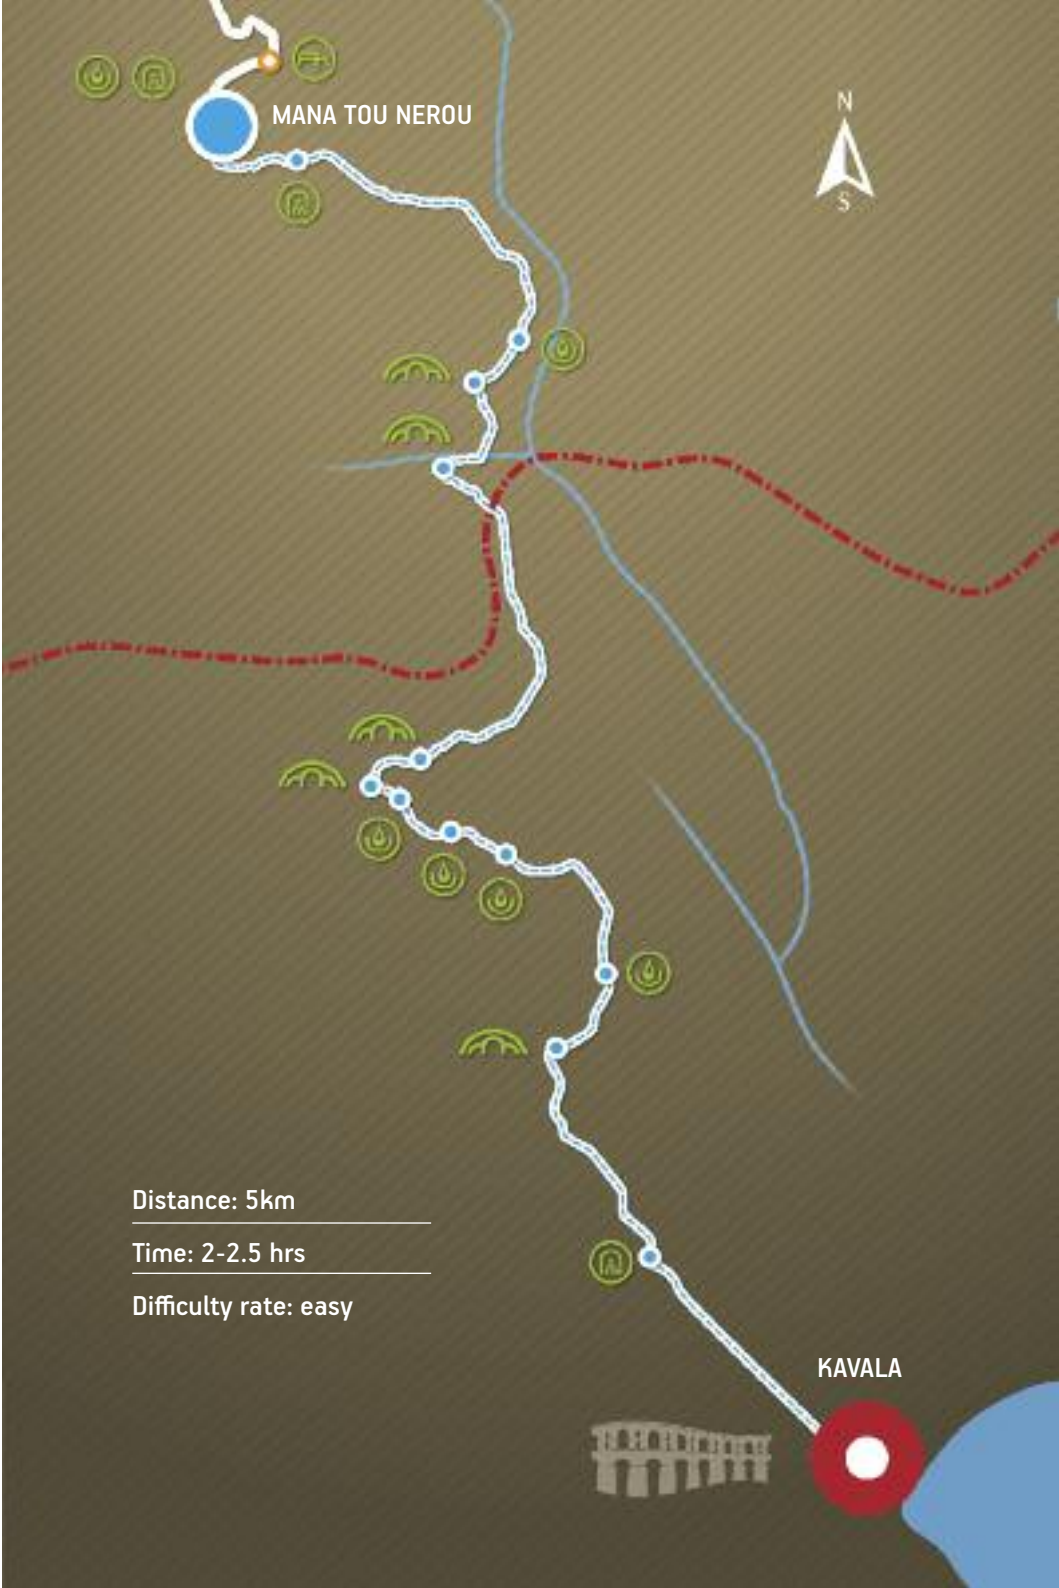 MANA TOU NEROU
N
S
Distance: 5km
Time: 2-2.5 hrs
Difficulty rate: easy
KAVALA